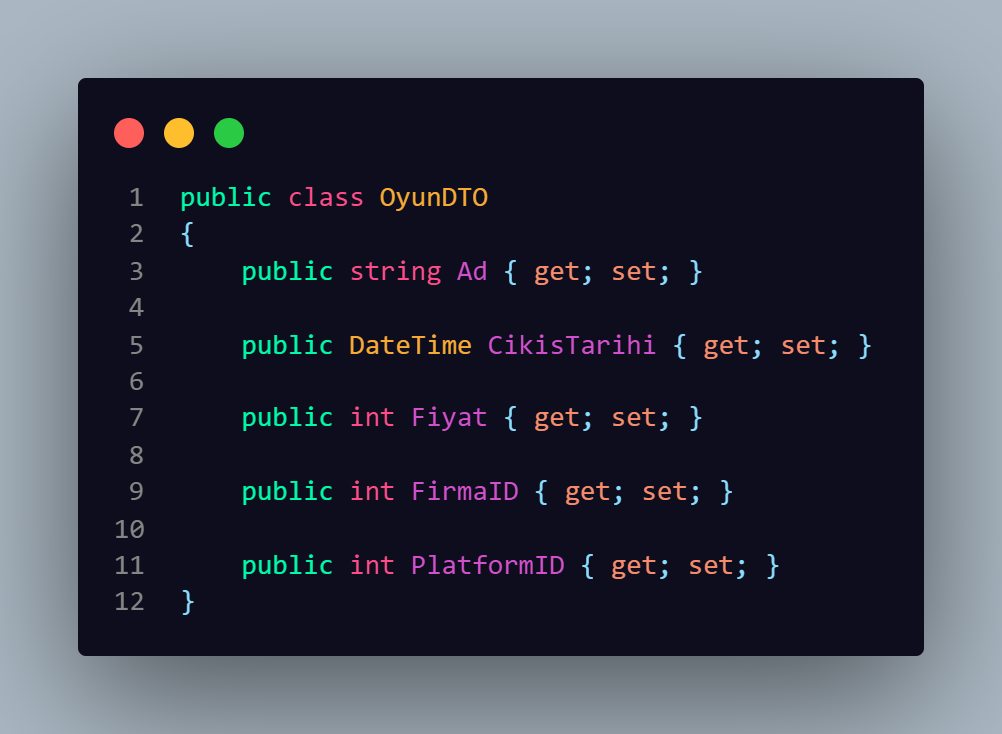 1 public class OyunDTO
2 {
3     public string Ad { get; set; }
4
5     public DateTime CikisTarihi { get; set; }
6
7     public int Fiyat { get; set; }
8
9     public int FirmaID { get; set; }
10
11     public int PlatformID { get; set; }
12 }